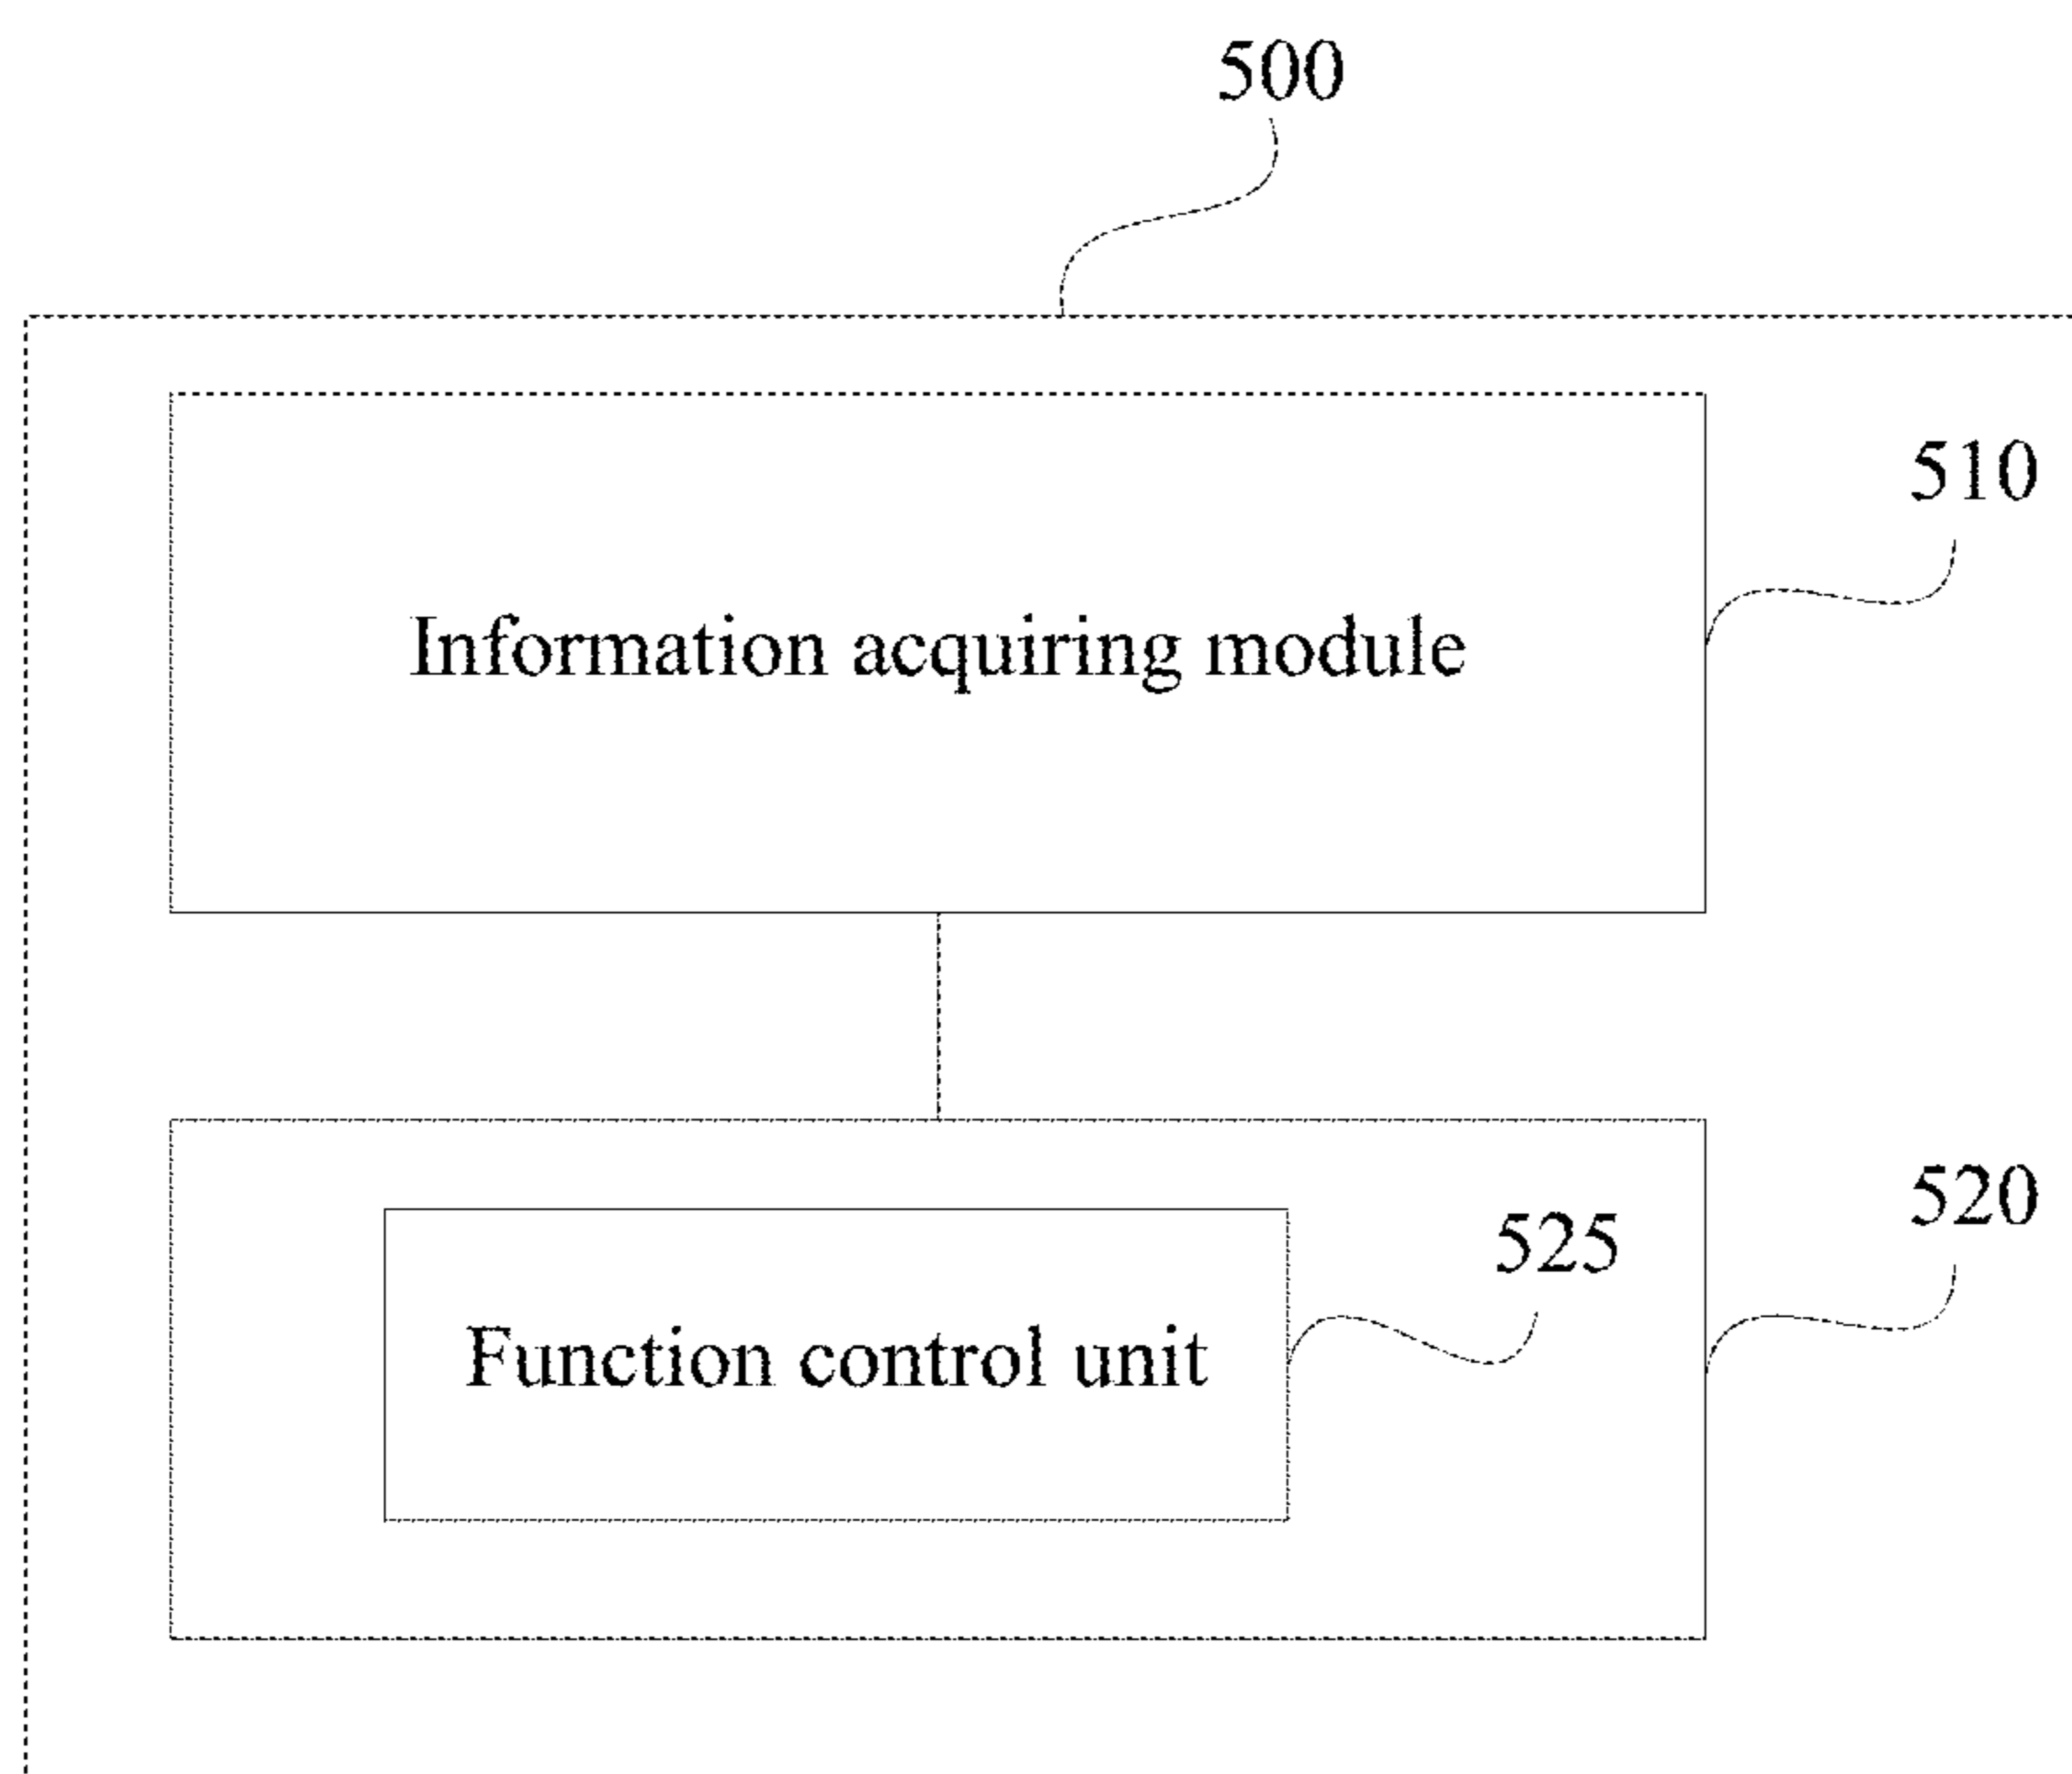 500
510
Information acquiring module
520
525
Function control unit